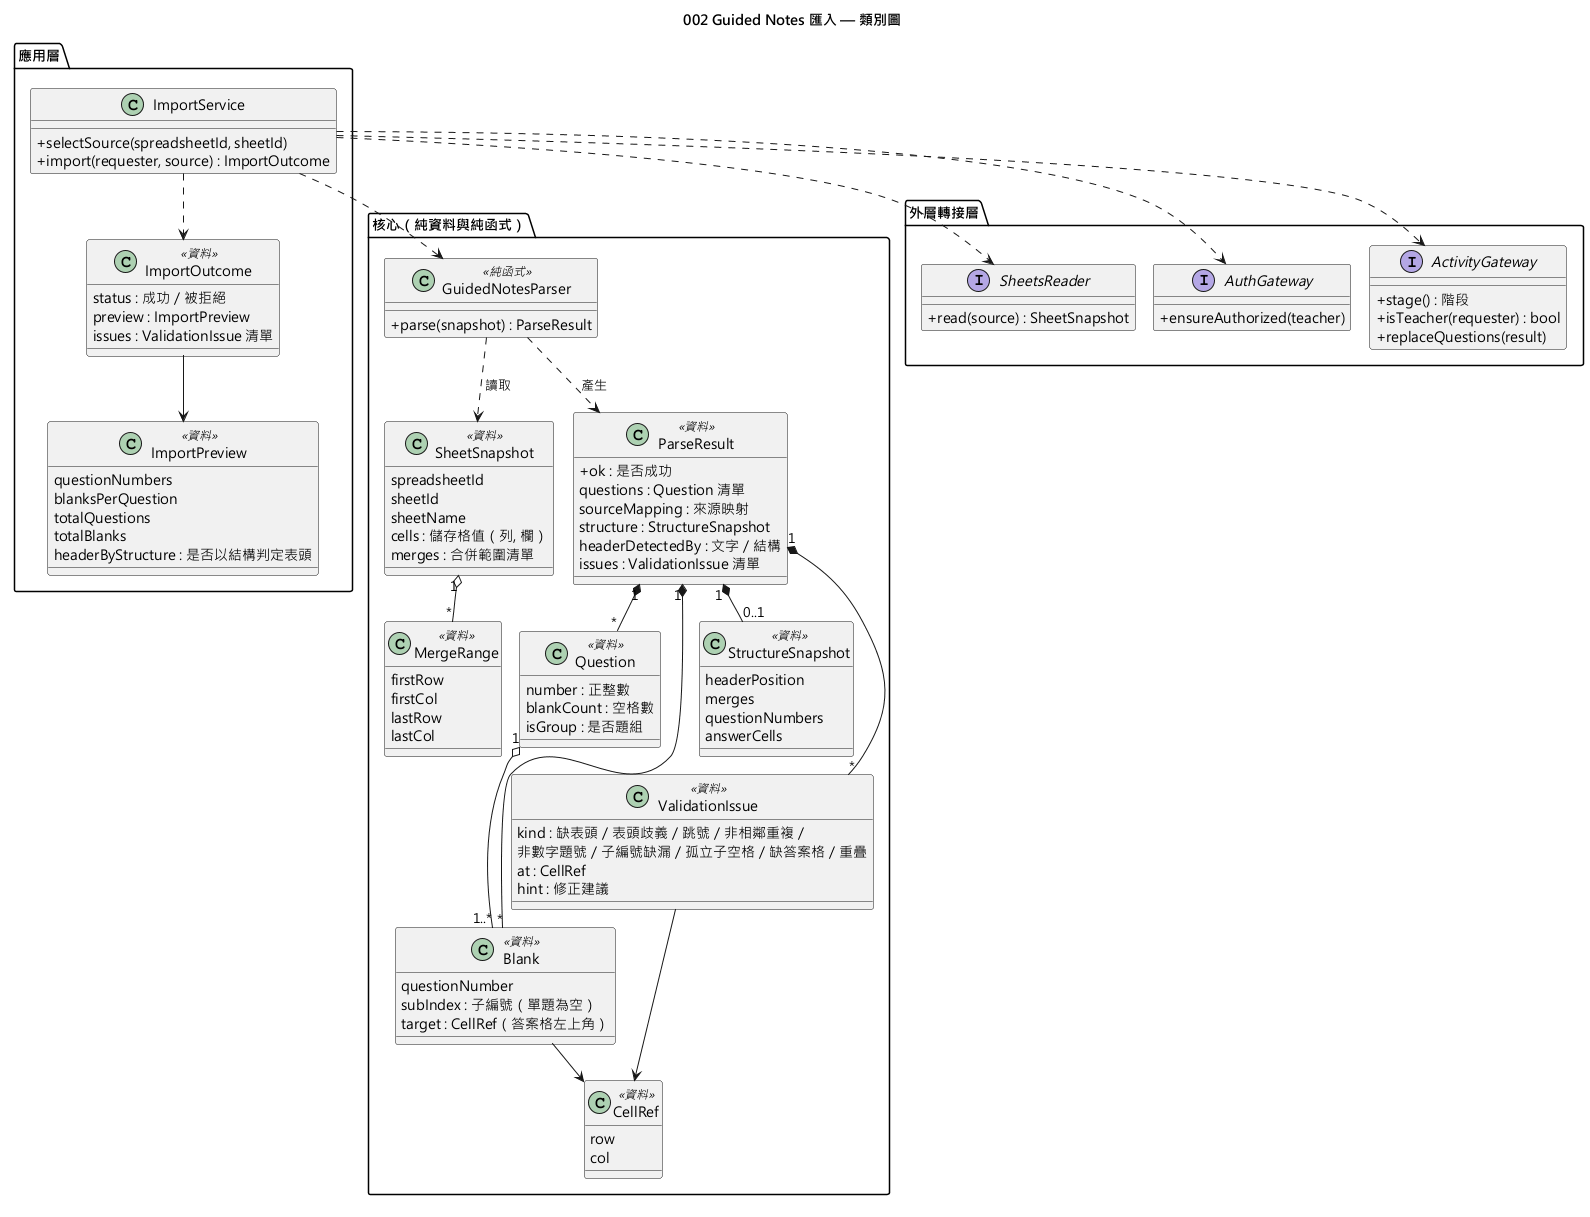 002 Guided Notes 匯入 — 類別圖
應用層
ImportService
+selectSource(spreadsheetId, sheetId)
+import(requester, source) : ImportOutcome
«資料»
ImportOutcome
status : 成功 / 被拒絕
preview : ImportPreview
issues : ValidationIssue 清單
«資料»
ImportPreview
questionNumbers
blanksPerQuestion
totalQuestions
totalBlanks
headerByStructure : 是否以結構判定表頭
核心（純資料與純函式）
«純函式»
GuidedNotesParser
+parse(snapshot) : ParseResult
讀取
產生
«資料»
SheetSnapshot
spreadsheetId
sheetId
sheetName
cells : 儲存格值（列, 欄）
merges : 合併範圍清單
«資料»
ParseResult
+ok : 是否成功
questions : Question 清單
sourceMapping : 來源映射
structure : StructureSnapshot
headerDetectedBy : 文字 / 結構
issues : ValidationIssue 清單
1
1
*
1
*
1
1
0..1
«資料»
MergeRange
firstRow
firstCol
lastRow
lastCol
«資料»
Question
number : 正整數
blankCount : 空格數
isGroup : 是否題組
«資料»
StructureSnapshot
headerPosition
merges
questionNumbers
answerCells
1
*
«資料»
ValidationIssue
kind : 缺表頭 / 表頭歧義 / 跳號 / 非相鄰重複 /
非數字題號 / 子編號缺漏 / 孤立子空格 / 缺答案格 / 重疊
at : CellRef
hint : 修正建議
1..*
*
«資料»
Blank
questionNumber
subIndex : 子編號（單題為空）
target : CellRef（答案格左上角）
«資料»
CellRef
row
col
外層轉接層
SheetsReader
+read(source) : SheetSnapshot
AuthGateway
+ensureAuthorized(teacher)
ActivityGateway
+stage() : 階段
+isTeacher(requester) : bool
+replaceQuestions(result)